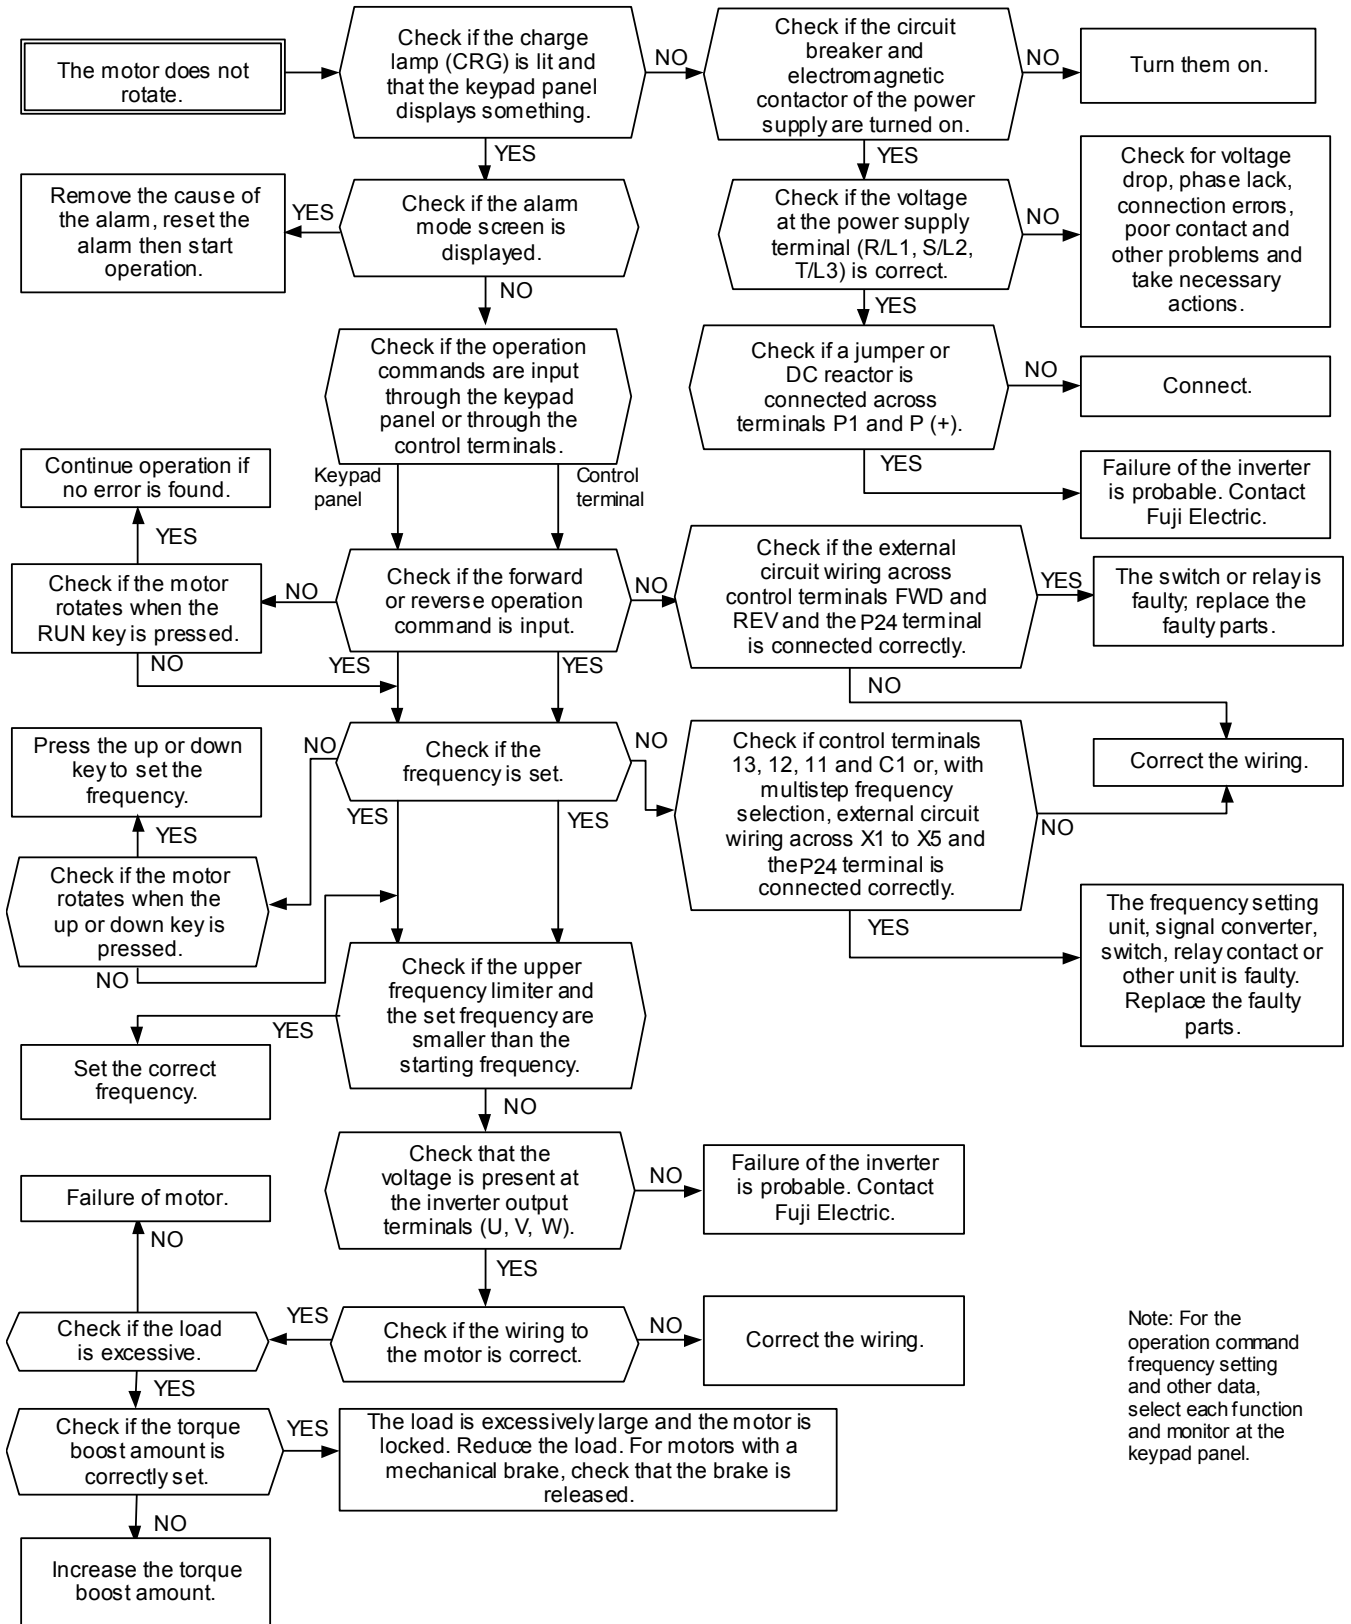 The motor does not
rotate.
Check if the charge
lamp (CRG) is lit and
that the keypad panel
displays something.
NO
Check if the circuit
breaker and
electromagnetic
contactor of the power
supply are turned on.
NO
Turn them on.
YES
YES
Remove the cause of
the alarm, reset the
alarm then start
operation.
YES
Check if the alarm
mode screen is
displayed.
Check if the voltage
at the power supply
terminal (R/L1, S/L2,
T/L3) is correct.
NO
Check for voltage
drop, phase lack,
connection errors,
poor contact and
other problems and
take necessary
actions.
NO
YES
Check if the operation
commands are input
through the keypad
panel or through the
control terminals.
Check if a jumper or
DC reactor is
connected across
terminals P1 and P (+).
NO
Connect.
YES
Failure of the inverter
is probable. Contact
Fuji Electric.
Keypad
panel
Control
terminal
Continue operation if
no error is found.
YES
Check if the motor
rotates when the
RUN key is pressed.
NO
Check if the forward
or reverse operation
command is input.
NO
Check if the external
circuit wiring across
control terminals FWD and
REV and the P24 terminal
is connected correctly.
YES
The switch or relay is
faulty; replace the
faulty parts.
NO
YES
YES
NO
Press the up or down
key to set the
frequency.
NO
Check if the
frequency is set.
NO
Check if control terminals
13, 12, 11 and C1 or, with
multistep frequency
selection, external circuit
wiring across X1 to X5 and
the P24 terminal is
connected correctly.
NO
Correct the wiring.
YES
YES
YES
Check if the motor
rotates when the
up or down key is
pressed.
NO
YES
The frequency setting
unit, signal converter,
switch, relay contact or
other unit is faulty.
Replace the faulty
parts.
Check if the upper
frequency limiter and
the set frequency are
smaller than the
starting frequency.
YES
Set the correct
frequency.
NO
Check that the
voltage is present at
the inverter output
terminals (U, V, W).
NO
Failure of the inverter
is probable. Contact
Fuji Electric.
Failure of motor.
NO
YES
Check if the load
is excessive.
YES
Check if the wiring to
the motor is correct.
NO
Correct the wiring.
Note: For the
operation command
frequency setting
and other data,
select each function
and monitor at the
keypad panel.
YES
Check if the torque
boost amount is
correctly set.
YES
The load is excessively large and the motor is
locked. Reduce the load. For motors with a
mechanical brake, check that the brake is
released.
NO
Increase the torque
boost amount.